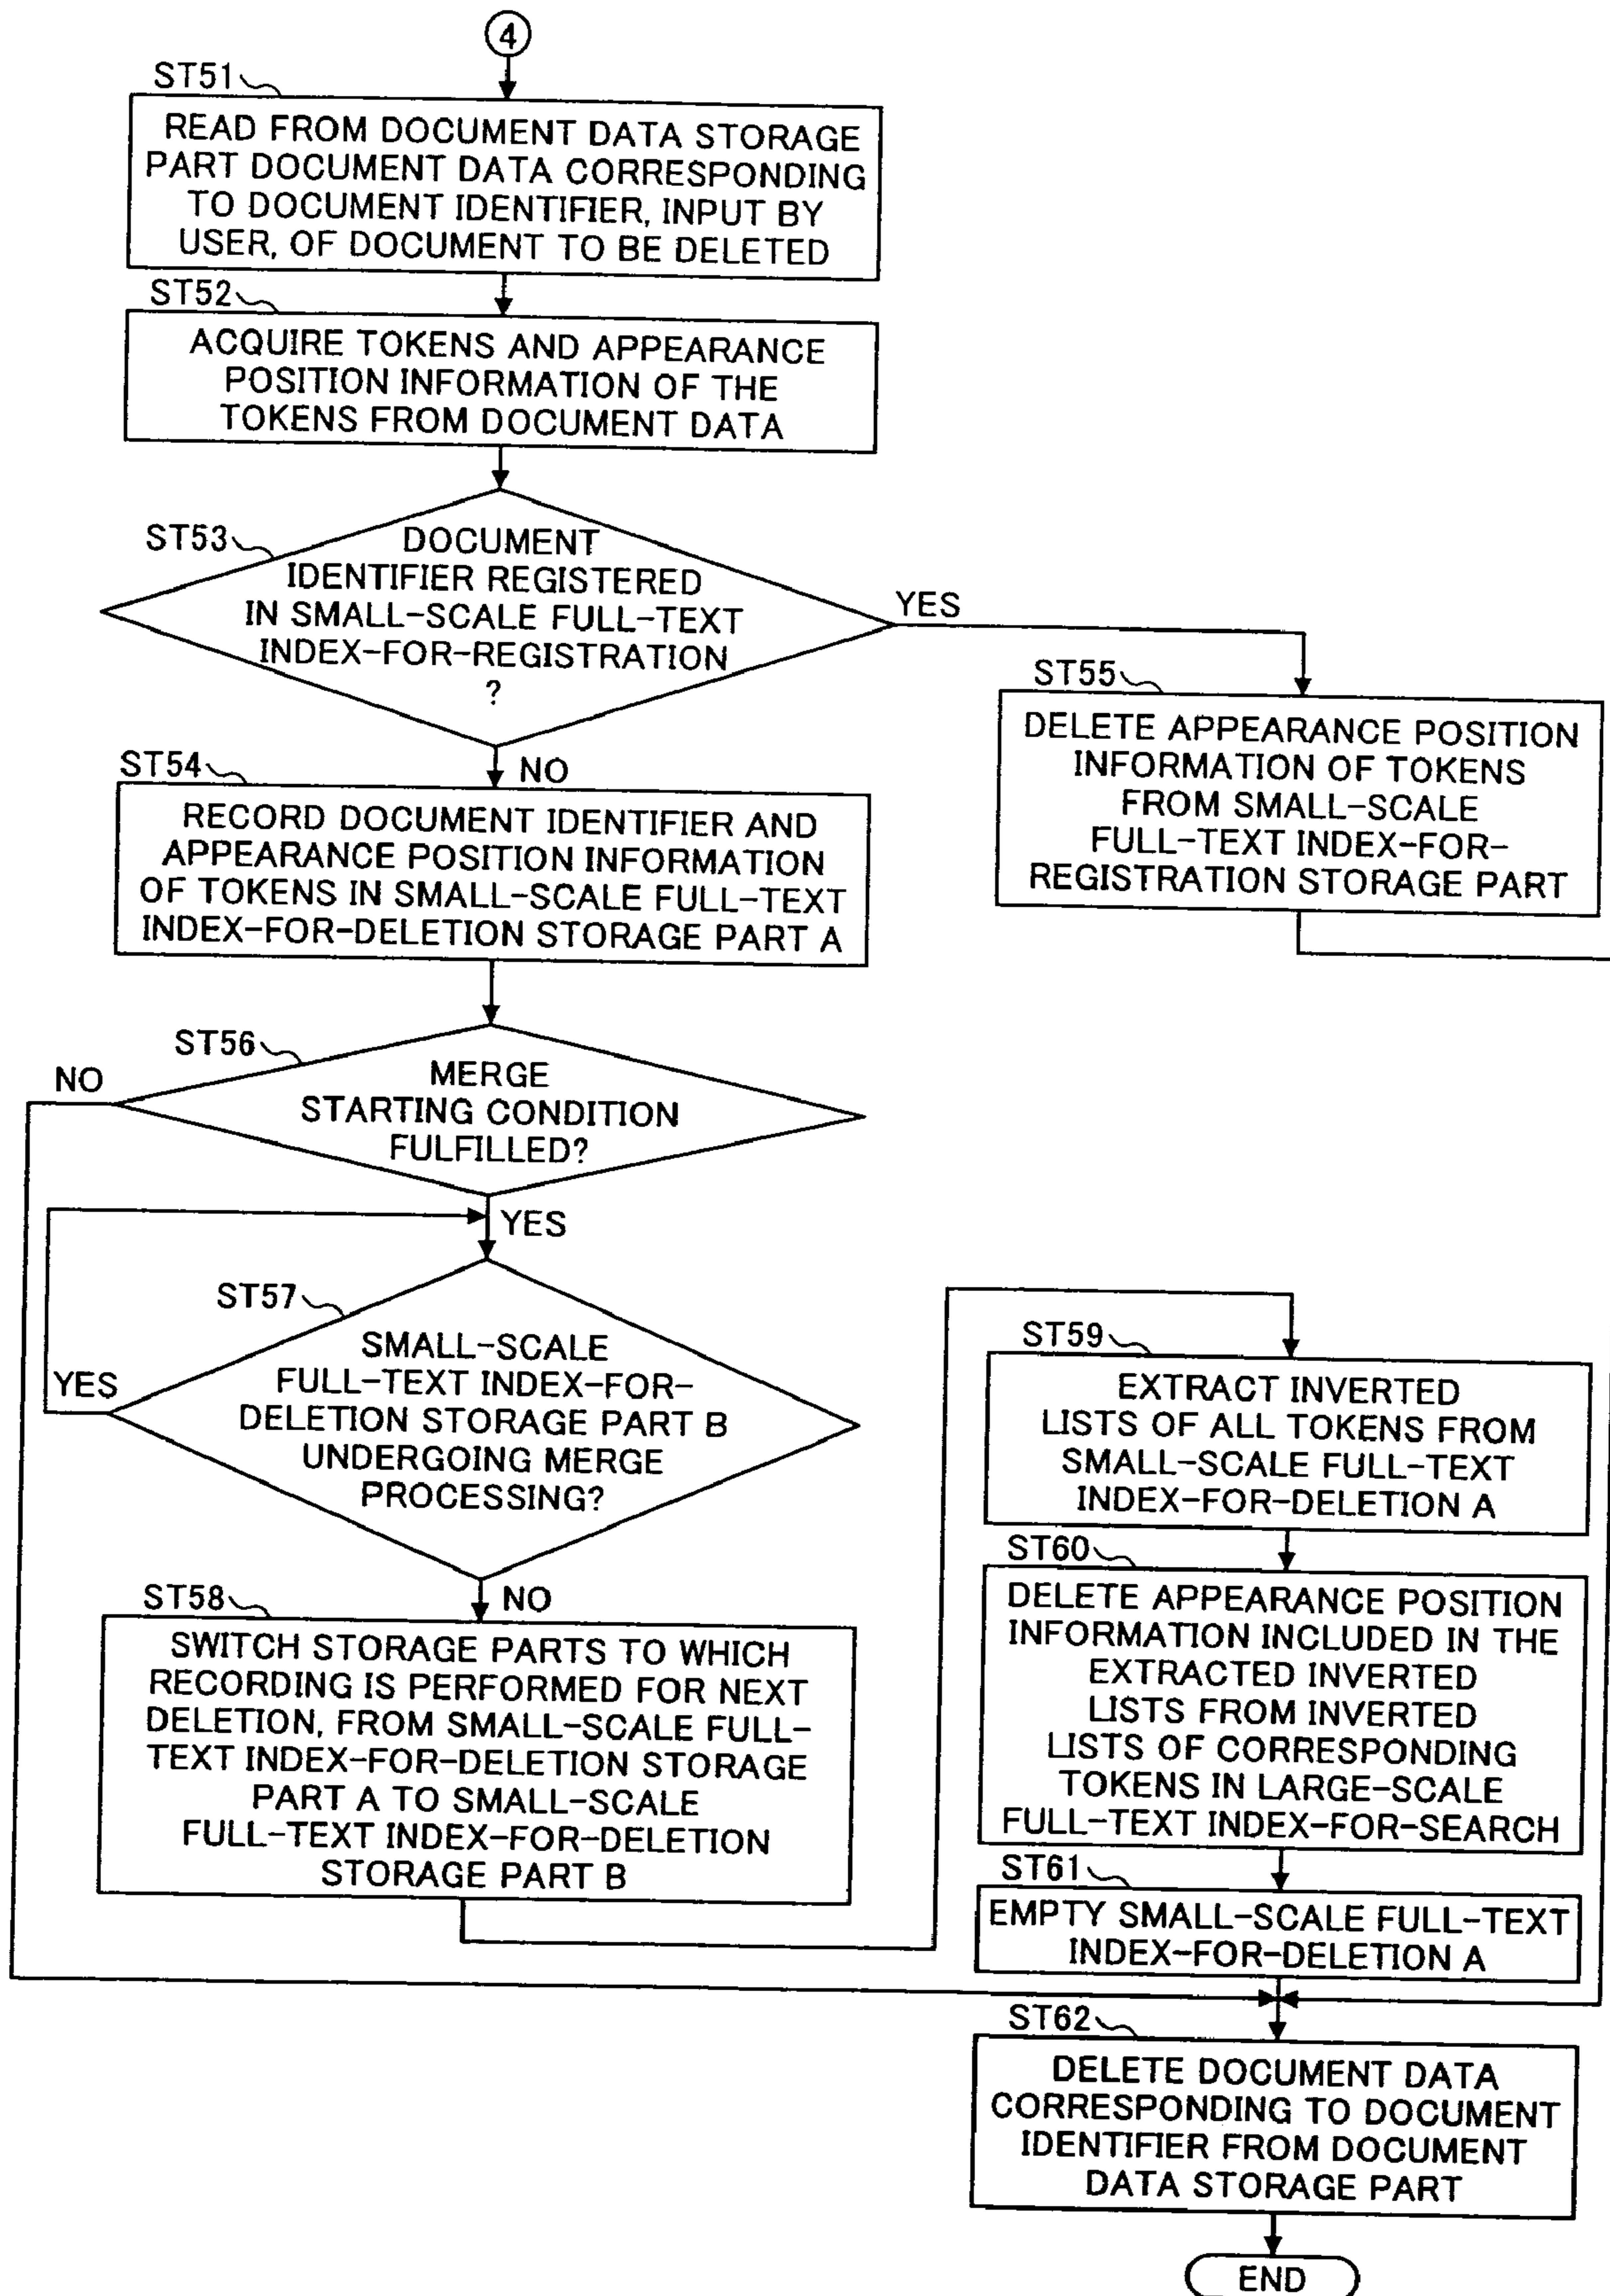 4
ST51
READ FROM DOCUMENT DATA STORAGE
PART DOCUMENT DATA CORRESPONDING
TO DOCUMENT IDENTIFIER, INPUT BY
USER, OF DOCUMENT TO BE DELETED
ST52
ACQUIRE TOKENS AND APPEARANCE
POSITION INFORMATION OF THE
TOKENS FROM DOCUMENT DATA
ST53
DOCUMENT
IDENTIFIER REGISTERED
IN SMALL-SCALE FULL-TEXT
INDEX-FOR-REGISTRATION
?
YES
NO
ST55
DELETE APPEARANCE POSITION
INFORMATION OF TOKENS
FROM SMALL-SCALE
FULL-TEXT INDEX-FOR-
REGISTRATION STORAGE PART
ST54
RECORD DOCUMENT IDENTIFIER AND
APPEARANCE POSITION INFORMATION
OF TOKENS IN SMALL-SCALE FULL-TEXT
INDEX-FOR-DELETION STORAGE PART A
ST56
NO
MERGE
STARTING CONDITION
FULFILLED?
YES
ST57
YES
SMALL-SCALE
FULL-TEXT INDEX-FOR-
DELETION STORAGE PART B
UNDERGOING MERGE
PROCESSING?
NO
ST58
SWITCH STORAGE PARTS TO WHICH
RECORDING IS PERFORMED FOR NEXT
DELETION, FROM SMALL-SCALE FULL-
TEXT INDEX-FOR-DELETION STORAGE
PART A TO SMALL-SCALE
FULL-TEXT INDEX-FOR-DELETION
STORAGE PART B
ST59
EXTRACT INVERTED
LISTS OF ALL TOKENS FROM
SMALL-SCALE FULL-TEXT
INDEX-FOR-DELETION A
ST60
DELETE APPEARANCE POSITION
INFORMATION INCLUDED IN THE
EXTRACTED INVERTED
LISTS FROM INVERTED
LISTS OF CORRESPONDING
TOKENS IN LARGE-SCALE
FULL-TEXT INDEX-FOR-SEARCH
ST61
EMPTY SMALL-SCALE FULL-TEXT
INDEX-FOR-DELETION A
ST62
DELETE DOCUMENT DATA
CORRESPONDING TO DOCUMENT
IDENTIFIER FROM DOCUMENT
DATA STORAGE PART
END